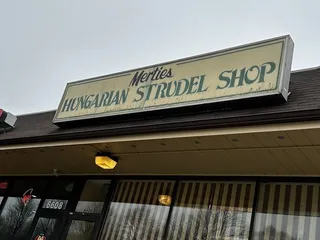 Merties
HUNGARIAN STRUDEL SHOP
6608